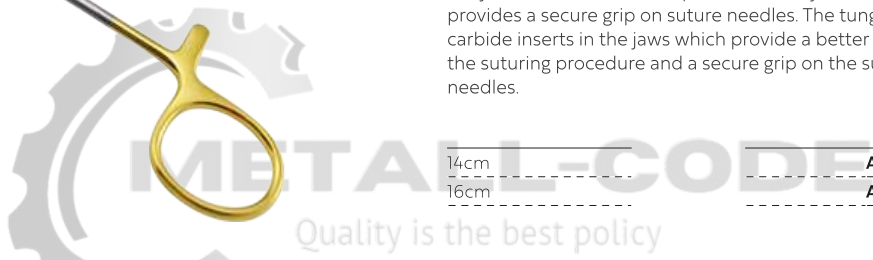 provides a secure grip on suture needles. The tung
carbide inserts in the jaws which provide a better
the suturing procedure and a secure grip on the su
needles.
14cm A
16cm A
METALL-CODE
Quality is the best policy